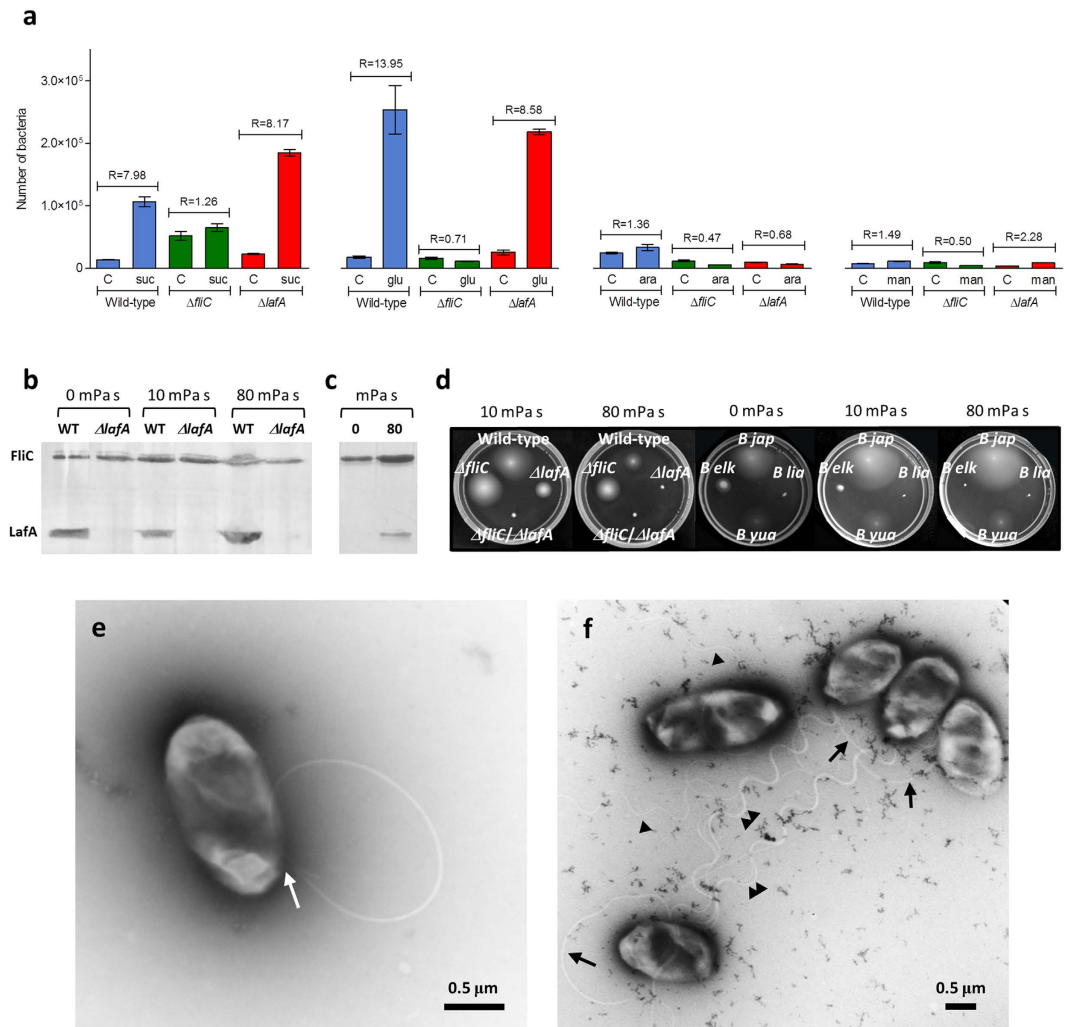 a
Number of bacteria
3.0×10⁵
2.0×10⁵
1.0×10⁵
0
R=7.98
R=1.26
R=8.17
R=13.95
R=0.71
R=8.58
R=1.36
R=0.47
R=0.68
R=1.49
R=0.50
R=2.28
C suc C suc C suc
C glu C glu C glu
C ara C ara C ara
C man C man C man
Wild-type ΔfliC ΔlafA
Wild-type ΔfliC ΔlafA
Wild-type ΔfliC ΔlafA
Wild-type ΔfliC ΔlafA
b
0 mPa s 10 mPa s 80 mPa s
WT ΔlafA WT ΔlafA WT ΔlafA
FliC
LafA
c
mPa s
0 80
d
10 mPa s 80 mPa s 0 mPa s 10 mPa s 80 mPa s
Wild-type
ΔfliC
ΔlafA
ΔfliC/ΔlafA
Wild-type
ΔfliC
ΔlafA
ΔfliC/ΔlafA
B jap
B elk
B lia
B yua
B jap
B elk
B lia
B yua
B jap
B elk
B lia
B yua
e
0.5 µm
f
0.5 µm